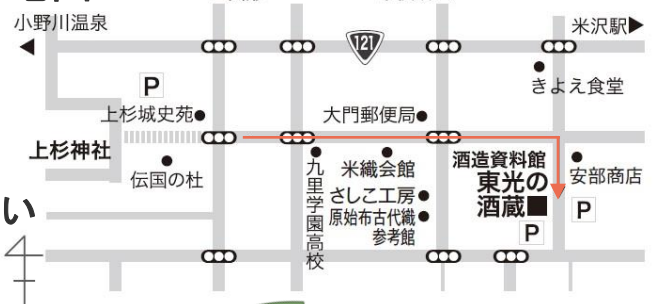 小野川温泉
米沢駅▶
◀
121
P
きよえ食堂
上杉城史苑
大門郵便局
上杉神社
伝国の杜
九里学園高校
米織会館
さしこ工房
原始布古代織
参考館
酒造資料館
東光の
酒蔵■
安部商店
P
P
い